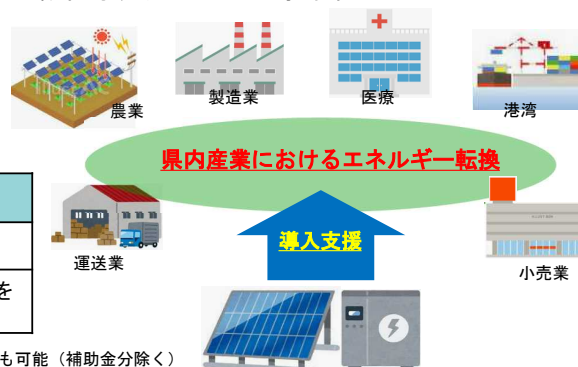 農業
製造業
医療
港湾
県内産業におけるエネルギー転換
運送業
導入支援
小売業
を
も可能（補助金分除く）